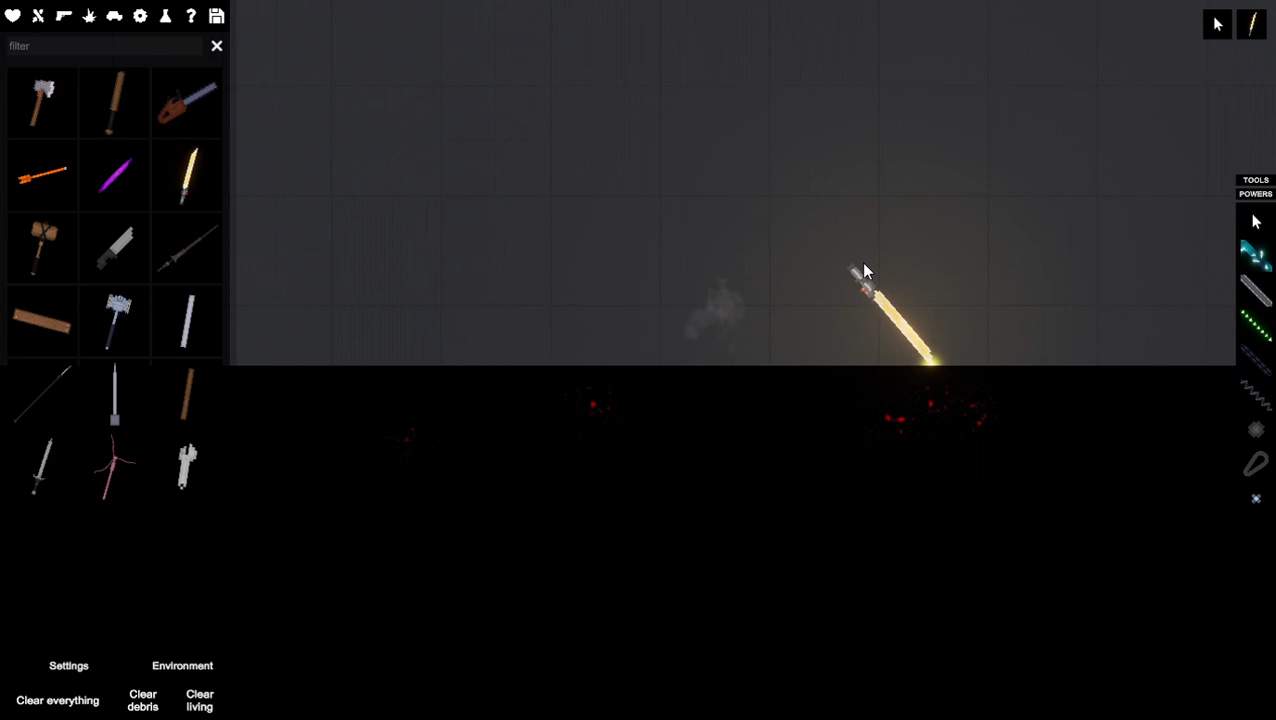 filter
TOOLS
POWERS
Settings
Environment
Clear everything
Clear
debris
Clear
living